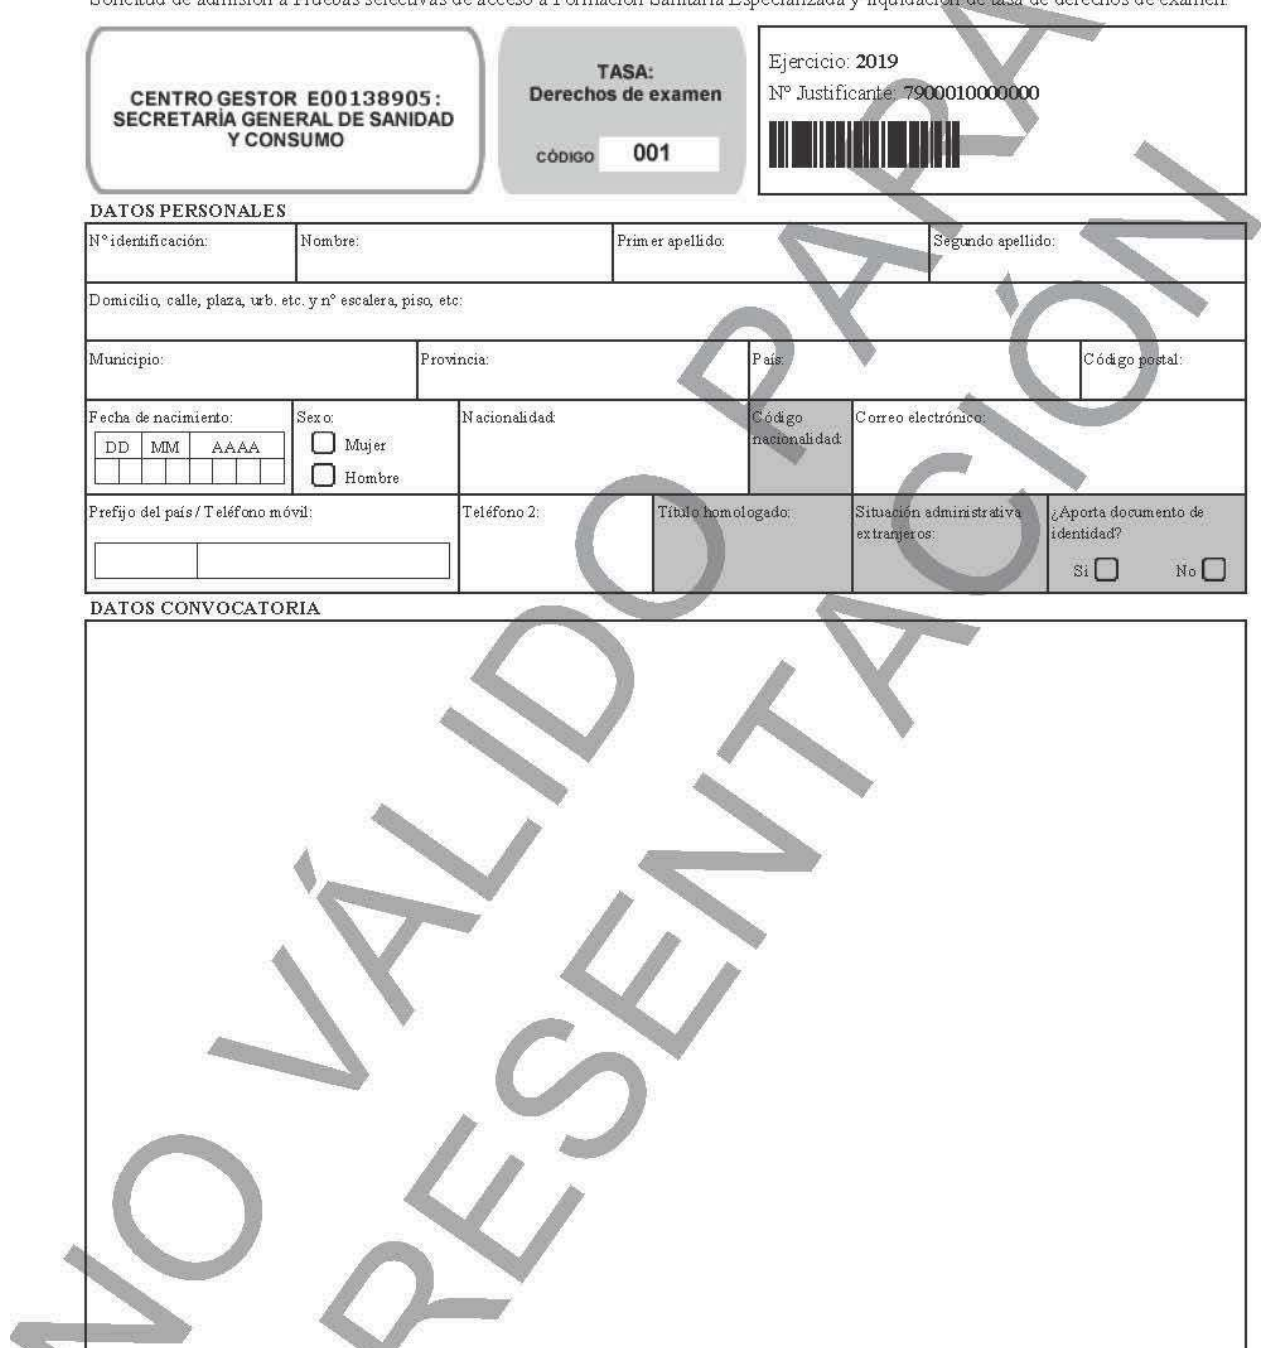 Solicitud de admisión a Pruebas selectivas de acceso a Formación Sanitaria Especializada y liquidación de tasa de derechos de examen.
CENTRO GESTOR E00138905:
SECRETARÍA GENERAL DE SANIDAD
Y CONSUMO
TASA:
Derechos de examen
CÓDIGO 001
Ejercicio: 2019
Nº Justificante: 7900010000000
DATOS PERSONALES
Nº identificación: Nombre: Primer apellido: Segundo apellido:
Domicilio, calle, plaza, urb. etc. y nº escalera, piso, etc:
Municipio: Provincia: País: Código postal:
Fecha de nacimiento:
DD MM AAAA
Sexo:
Mujer
Hombre
Nacionalidad:
Código
nacionalidad:
Correo electrónico:
Prefijo del país / Teléfono móvil:
Teléfono 2:
Título homologado:
Situación administrativa
extranjeros:
¿Aporta documento de
identidad?
Si No
DATOS CONVOCATORIA
NO VÁLIDO PARA
RESENTACIÓN